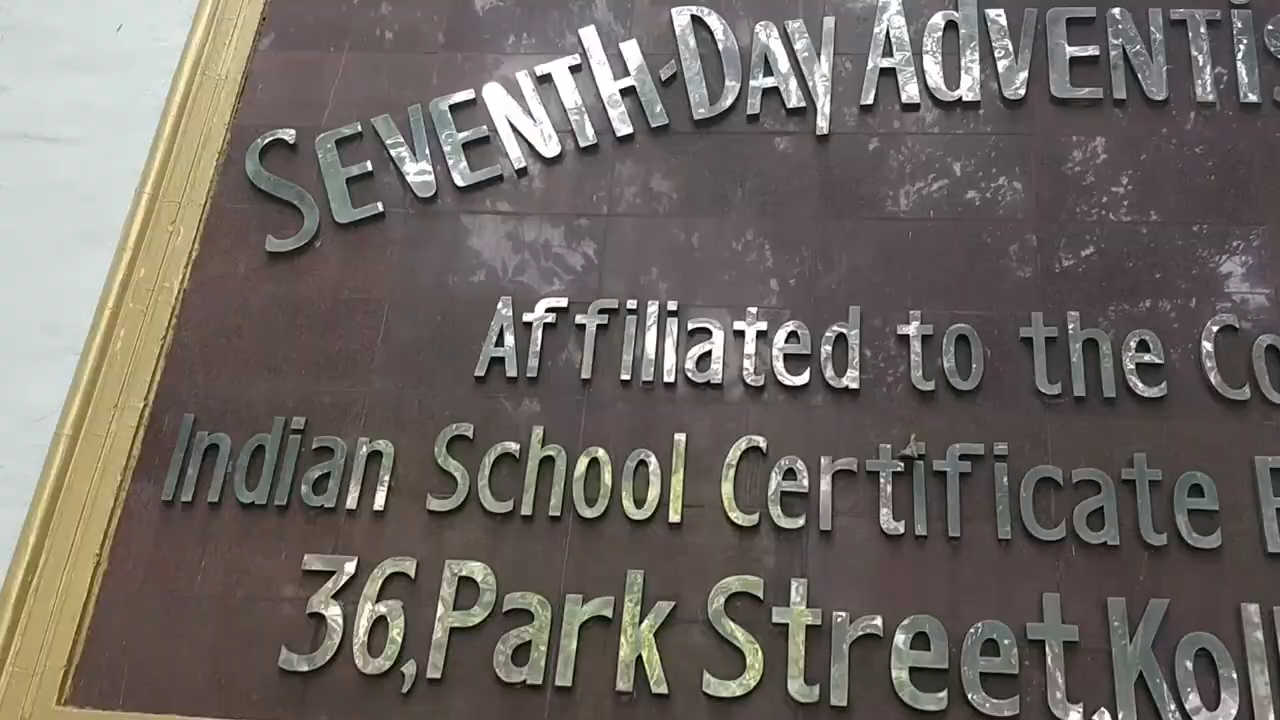 SEVENTH-DAY ADVENTIS
Affiliated to the Co
Indian School Certificate E
36,Park Street,Kol